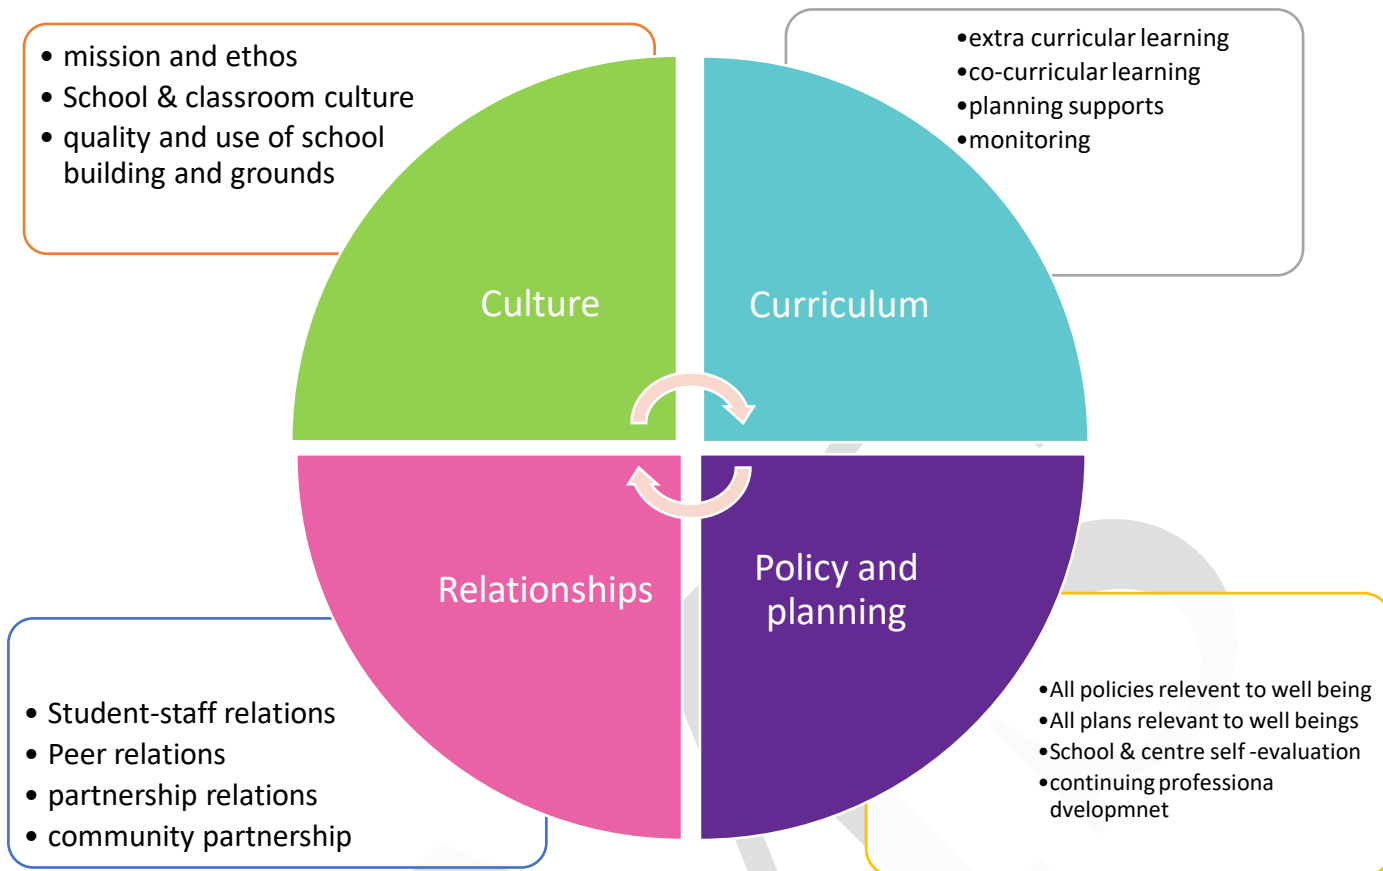 • mission and ethos
• School & classroom culture
• quality and use of school
building and grounds
•extra curricular learning
•co-curricular learning
•planning supports
•monitoring
Culture
Curriculum
Relationships
Policy and
planning
• Student-staff relations
• Peer relations
• partnership relations
• community partnership
•All policies relevent to well being
•All plans relevant to well beings
•School & centre self -evaluation
•continuing professiona
dvelopmnet